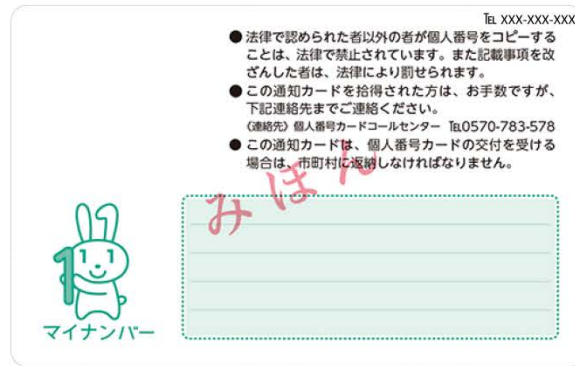 ℡ XXX-XXX-XXX
●法律で認められた者以外の者が個人番号をコピーする
ことは、法律で禁止されています。また記載事項を改
ざんした者は、法律により罰せられます。
●この通知カードを拾得された方は、お手数ですが、
下記連絡先までご連絡ください。
《連絡先》個人番号カードコールセンター ℡0570-783-578
●この通知カードは、個人番号カードの交付を受ける
場合は、市町村に返納しなければなりません。
みほん
1
マイナンバー